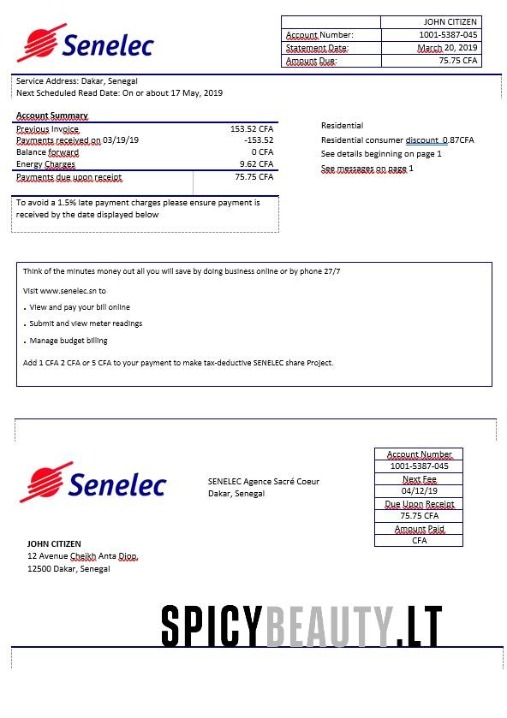 Senelec
JOHN CITIZEN
Account Number: 1001-5387-045
Statement Date: March 20, 2019
Amount Due: 75.75 CFA
Service Address: Dakar, Senegal
Next Scheduled Read Date: On or about 17 May, 2019
Account Summary
Previous Invoice 153.52 CFA
Payments received on 03/19/19 -153.52
Balance forward 0 CFA
Energy Charges 9.62 CFA
Payments due upon receipt 75.75 CFA
Residential
Residential consumer discount 0.87CFA
See details beginning on page 1
See messages on page 1
To avoid a 1.5% late payment charges please ensure payment is
received by the date displayed below
Think of the minutes money out all you will save by doing business online or by phone 27/7
Visit www.senelec.sn to
• View and pay your bill online
• Submit and view meter readings
• Manage budget billing
Add 1 CFA 2 CFA or 5 CFA to your payment to make tax-deductive SENELEC share Project.
Senelec
SENELEC Agence Sacré Coeur
Dakar, Senegal
Account Number
1001-5387-045
Next Fee
04/12/19
Due Upon Receipt
75.75 CFA
Amount Paid
CFA
JOHN CITIZEN
12 Avenue Cheikh Anta Diop,
12500 Dakar, Senegal
SPICYBEAUTY.LT